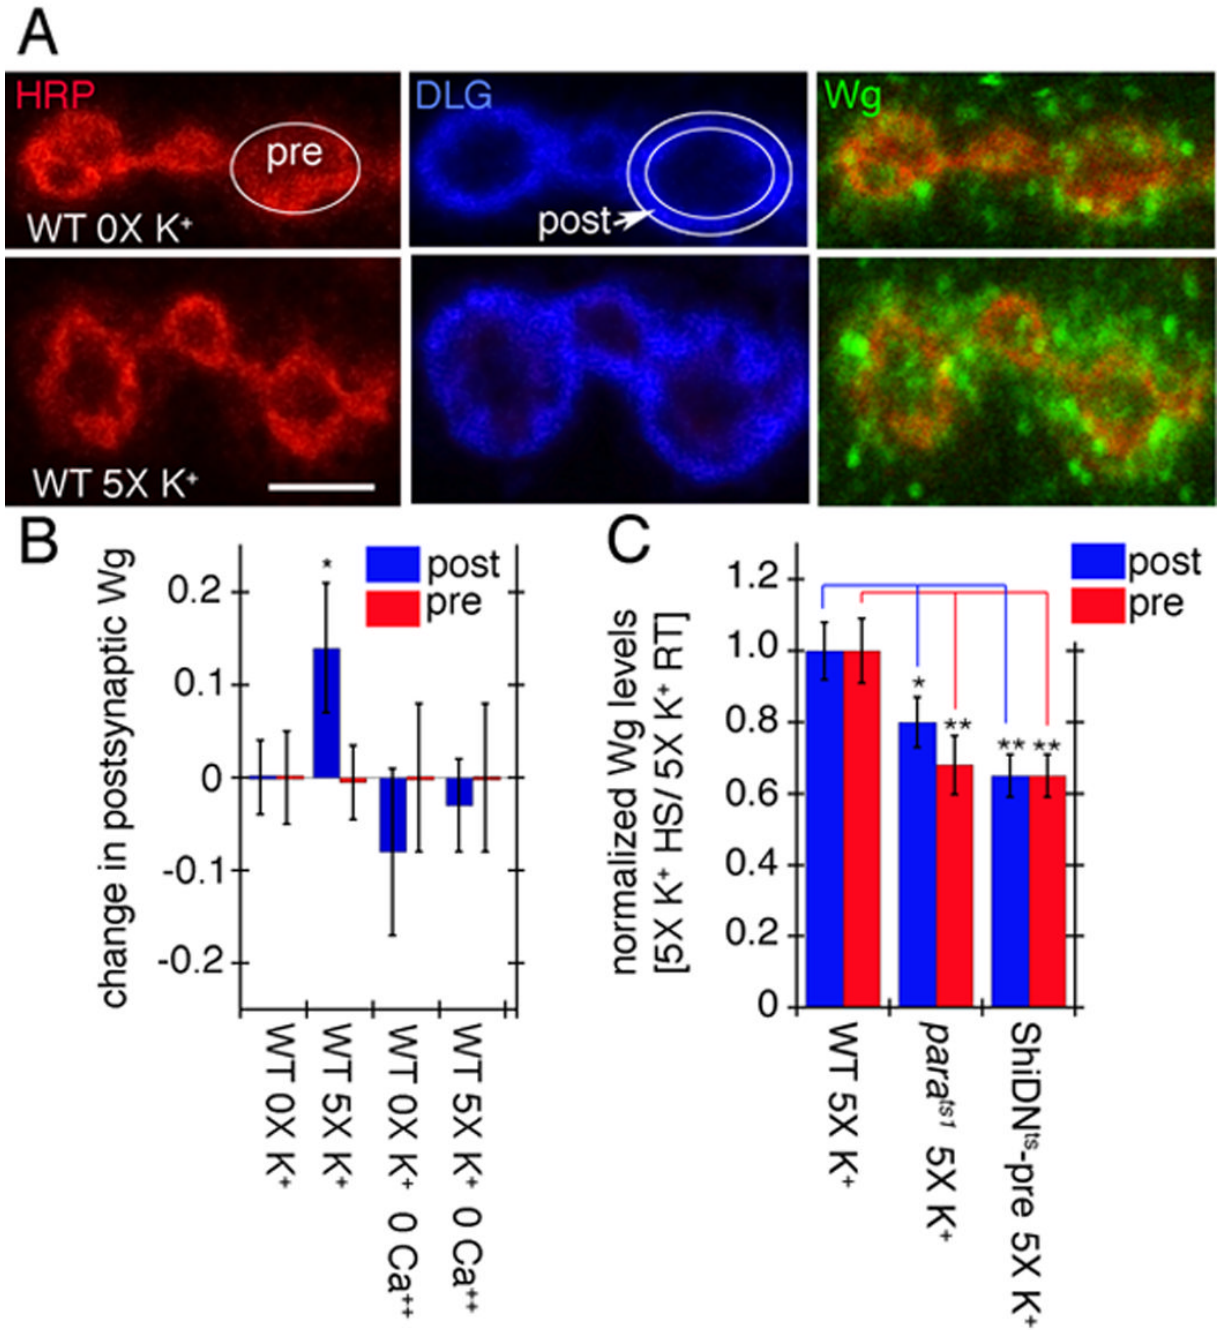 A
HRP
pre
WT 0X K⁺
DLG
post
Wg
WT 5X K⁺
B
change in postsynaptic Wg
0.2
0.1
0
-0.1
-0.2
*
post
pre
WT 0X K⁺
WT 5X K⁺
WT 0X K⁺ 0 Ca⁺⁺
WT 5X K⁺ 0 Ca⁺⁺
C
normalized Wg levels
[5X K⁺ HS/ 5X K⁺ RT]
1.2
1.0
0.8
0.6
0.4
0.2
0
post
pre
*
**
**
**
WT 5X K⁺
paraᵗˢ¹ 5X K⁺
ShiDNᵗˢ-pre 5X K⁺